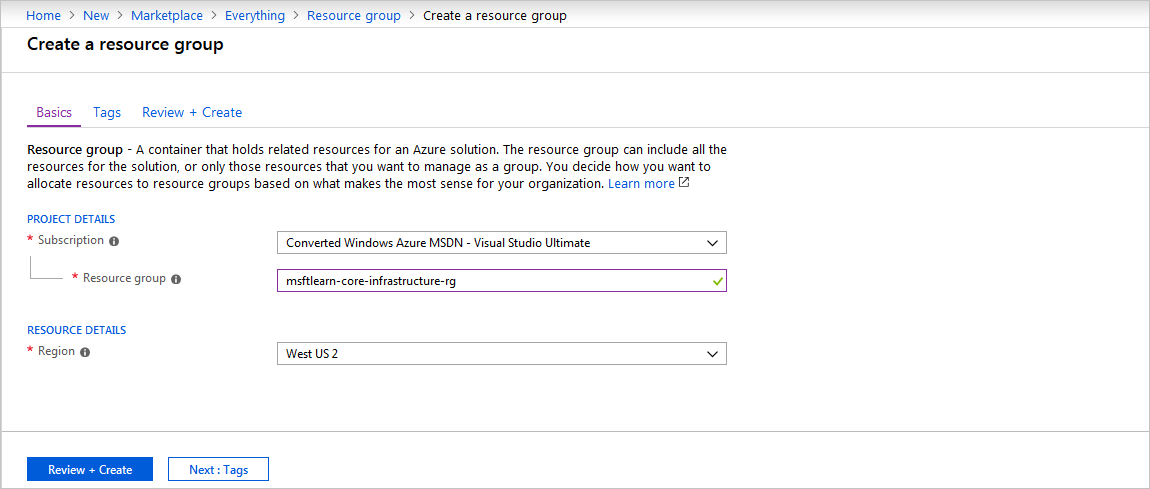 Home > New > Marketplace > Everything > Resource group > Create a resource group
Create a resource group
Basics Tags Review + Create
Resource group - A container that holds related resources for an Azure solution. The resource group can include all the
resources for the solution, or only those resources that you want to manage as a group. You decide how you want to
allocate resources to resource groups based on what makes the most sense for your organization. Learn more
PROJECT DETAILS
* Subscription Converted Windows Azure MSDN - Visual Studio Ultimate
* Resource group msftlearn-core-infrastructure-rg
RESOURCE DETAILS
* Region West US 2
Review + Create Next : Tags